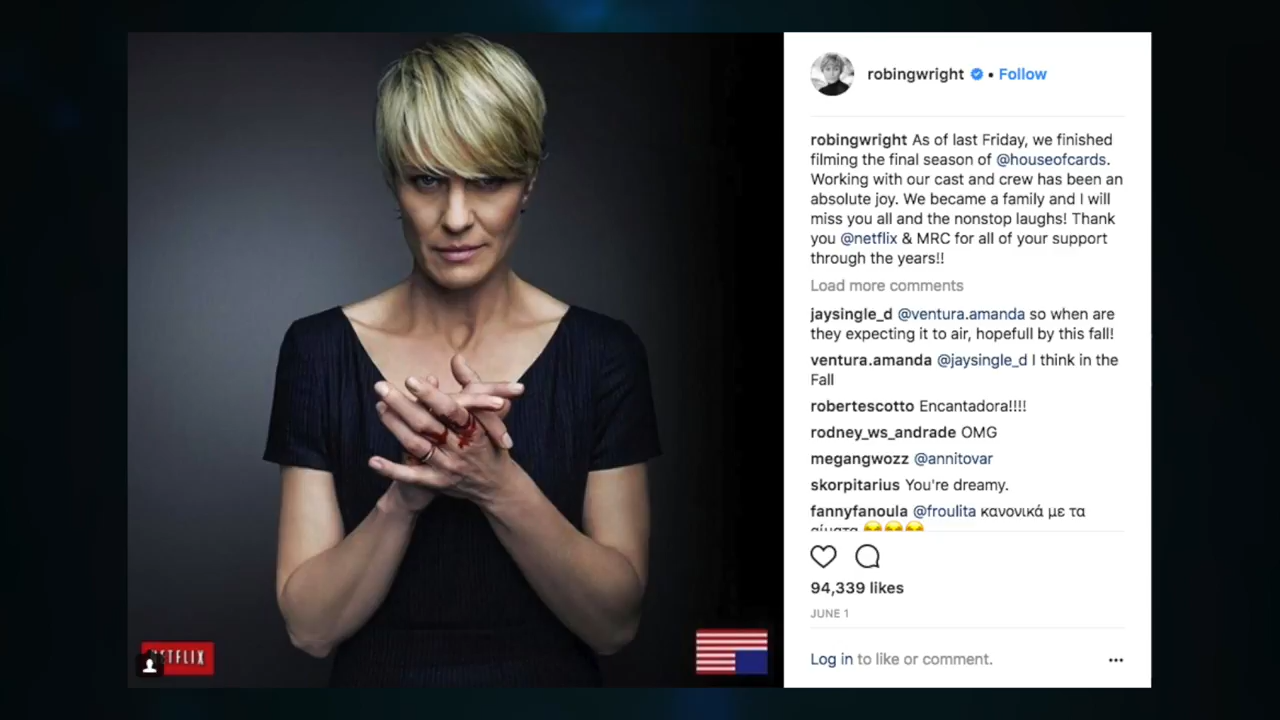 robingwright • Follow
robingwright As of last Friday, we finished
filming the final season of @houseofcards.
Working with our cast and crew has been an
absolute joy. We became a family and I will
miss you all and the nonstop laughs! Thank
you @netflix & MRC for all of your support
through the years!!
Load more comments
jaysingle_d @ventura.amanda so when are
they expecting it to air, hopefull by this fall!
ventura.amanda @jaysingle_d I think in the
Fall
robertescotto Encantadora!!!!
rodney_ws_andrade OMG
megangwozz @annitovar
skorpitarius You're dreamy.
fannyfanoula @froulita κανονικά με τα
αίματα 😝😝😝
94,339 likes
JUNE 1
Log in to like or comment.
NETFLIX